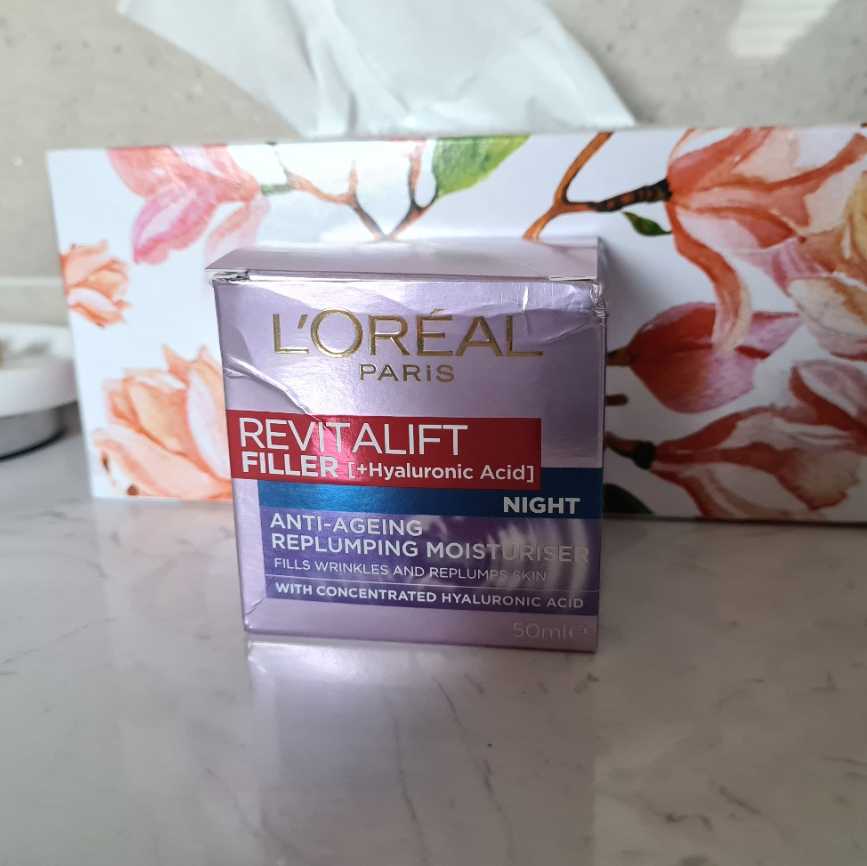 L'ORÉAL
PARiS
REVITALIFT
FILLER [+Hyaluronic Acid]
NIGHT
ANTI-AGEING
REPLUMPING MOISTURISER
FILLS WRINKLES AND REPLUMPS SKIN
WITH CONCENTRATED HYALURONIC ACID
50ml℮